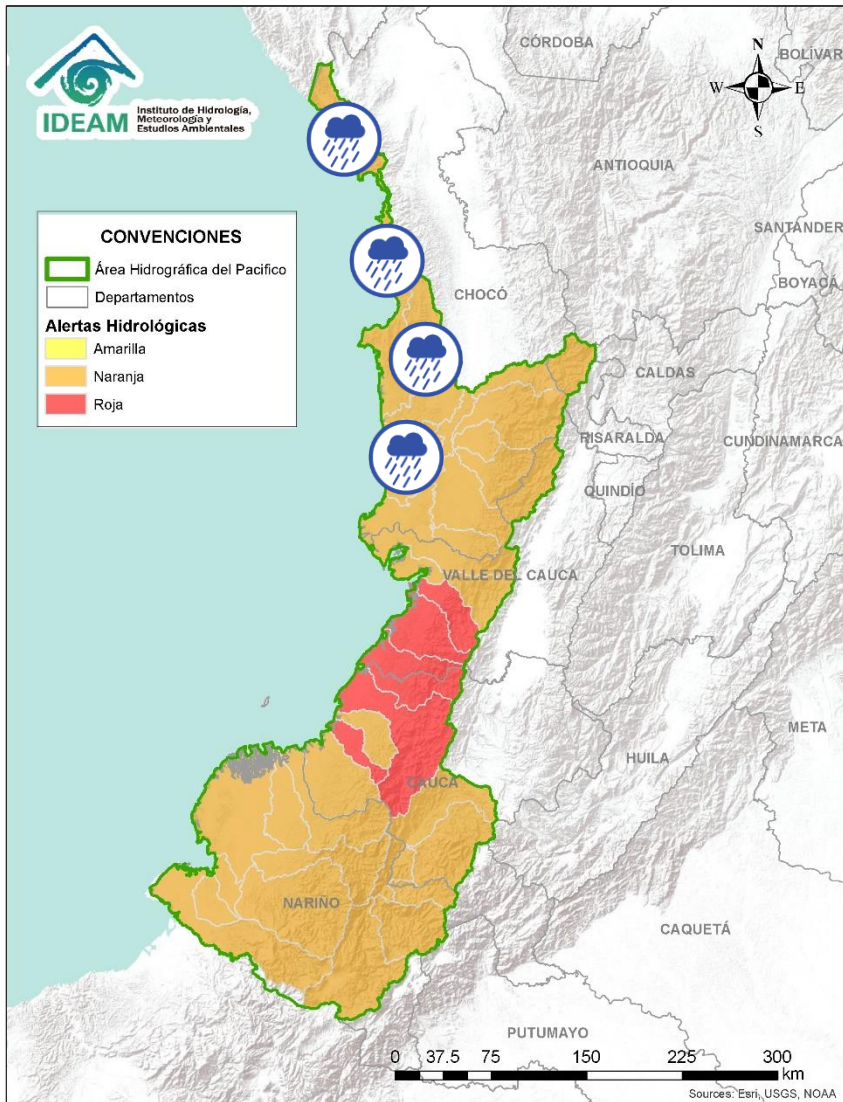 IDEAM
Instituto de Hidrología,
Meteorología y
Estudios Ambientales
N
W
E
S
CÓRDOBA
BOLÍVAR
ANTIOQUIA
SANTANDER
BOYACÁ
CONVENCIONES
Área Hidrográfica del Pacifico
Departamentos
Alertas Hidrológicas
Amarilla
Naranja
Roja
CHOCÓ
CALDAS
RISARALDA
CUNDINAMARCA
QUINDÍO
TOLIMA
VALLE DEL CAUCA
META
HUILA
CAUCA
NARIÑO
CAQUETÁ
PUTUMAYO
0 37.5 75 150 225 300
km
Sources: Esri, USGS, NOAA